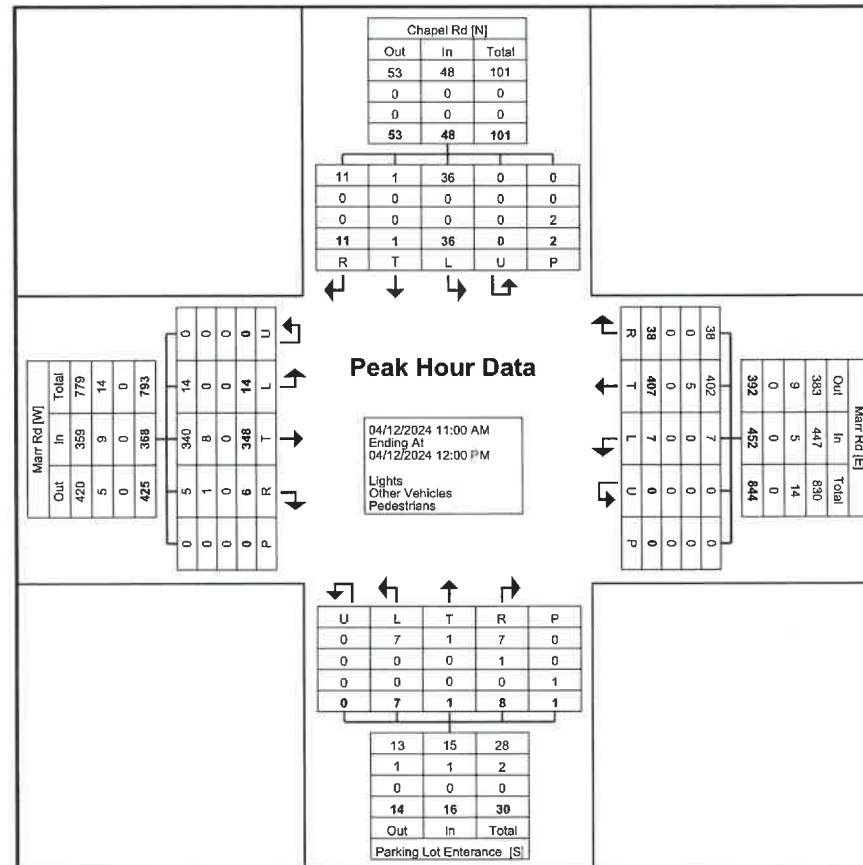 Chapel Rd [N]
Out In Total
53 48 101
0 0 0
0 0 0
53 48 101
11 1 36 0 0
0 0 0 0 0
0 0 0 0 2
11 1 36 0 2
R T L U P
Marr Rd [W]
Total 779 14 0 793
In 359 9 0 368
Out 420 5 0 425
0 0 0 0 U
14 0 0 14 L
340 8 0 348 T
5 1 0 6 R
0 0 0 0 P
Peak Hour Data
04/12/2024 11:00 AM
Ending At
04/12/2024 12:00 PM
Lights
Other Vehicles
Pedestrians
R 38 0 0 38
T 407 0 5 402
L 7 0 0 7
U 0 0 0 0
P 0 0 0 0
392 0 9 383 Out
452 0 5 447 In
844 0 14 830 Total
Marr Rd [E]
U L T R P
0 7 1 7 0
0 0 0 1 0
0 0 0 0 1
0 7 1 8 1
13 15 28
1 1 2
0 0 0
14 16 30
Out In Total
Parking Lot Enterance [S]